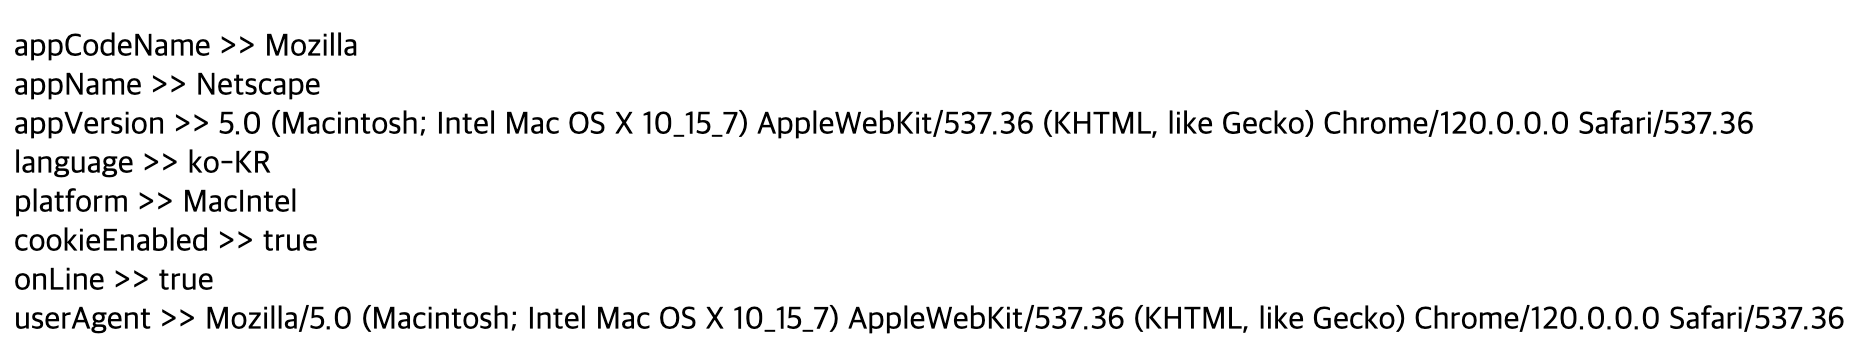 appCodeName >> Mozilla
appName >> Netscape
appVersion >> 5.0 (Macintosh; Intel Mac OS X 10_15_7) AppleWebKit/537.36 (KHTML, like Gecko) Chrome/120.0.0.0 Safari/537.36
language >> ko-KR
platform >> MacIntel
cookieEnabled >> true
onLine >> true
userAgent >> Mozilla/5.0 (Macintosh; Intel Mac OS X 10_15_7) AppleWebKit/537.36 (KHTML, like Gecko) Chrome/120.0.0.0 Safari/537.36